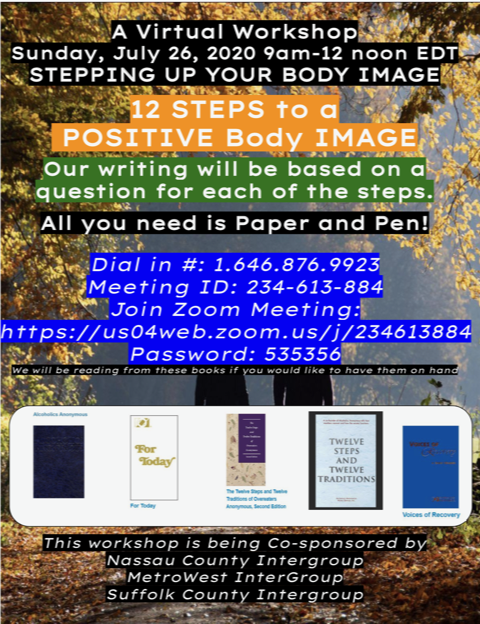 A Virtual Workshop
Sunday, July 26, 2020 9am-12 noon EDT
STEPPING UP YOUR BODY IMAGE
12 STEPS to a
POSITIVE Body IMAGE
Our writing will be based on a
question for each of the steps.
All you need is Paper and Pen!
Dial in #: 1.646.876.9923
Meeting ID: 234-613-884
Join Zoom Meeting:
https://us04web.zoom.us/j/234613884
Password: 535356
We will be reading from these books if you would like to have them on hand
Alcoholics Anonymous
#1
For
Today
For Today
The Twelve Steps and Twelve
Traditions of Overeaters
Anonymous, Second Edition
TWELVE
STEPS
AND
TWELVE
TRADITIONS
Voices of Recovery
This workshop is being Co-sponsored by
Nassau County Intergroup
MetroWest InterGroup
Suffolk County Intergroup